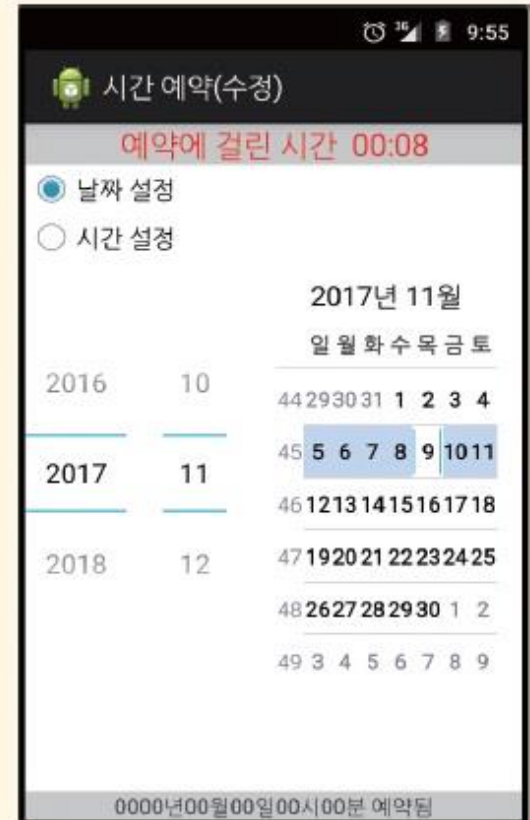 3G 9:55
시간 예약(수정)
예약에 걸린 시간 00:08
날짜 설정
시간 설정
2016 10
2017 11
2018 12
2017년 11월
일 월 화 수 목 금 토
44 29 30 31 1 2 3 4
45 5 6 7 8 9 10 11
46 12 13 14 15 16 17 18
47 19 20 21 22 23 24 25
48 26 27 28 29 30 1 2
49 3 4 5 6 7 8 9
0000년00월00일00시00분 예약됨